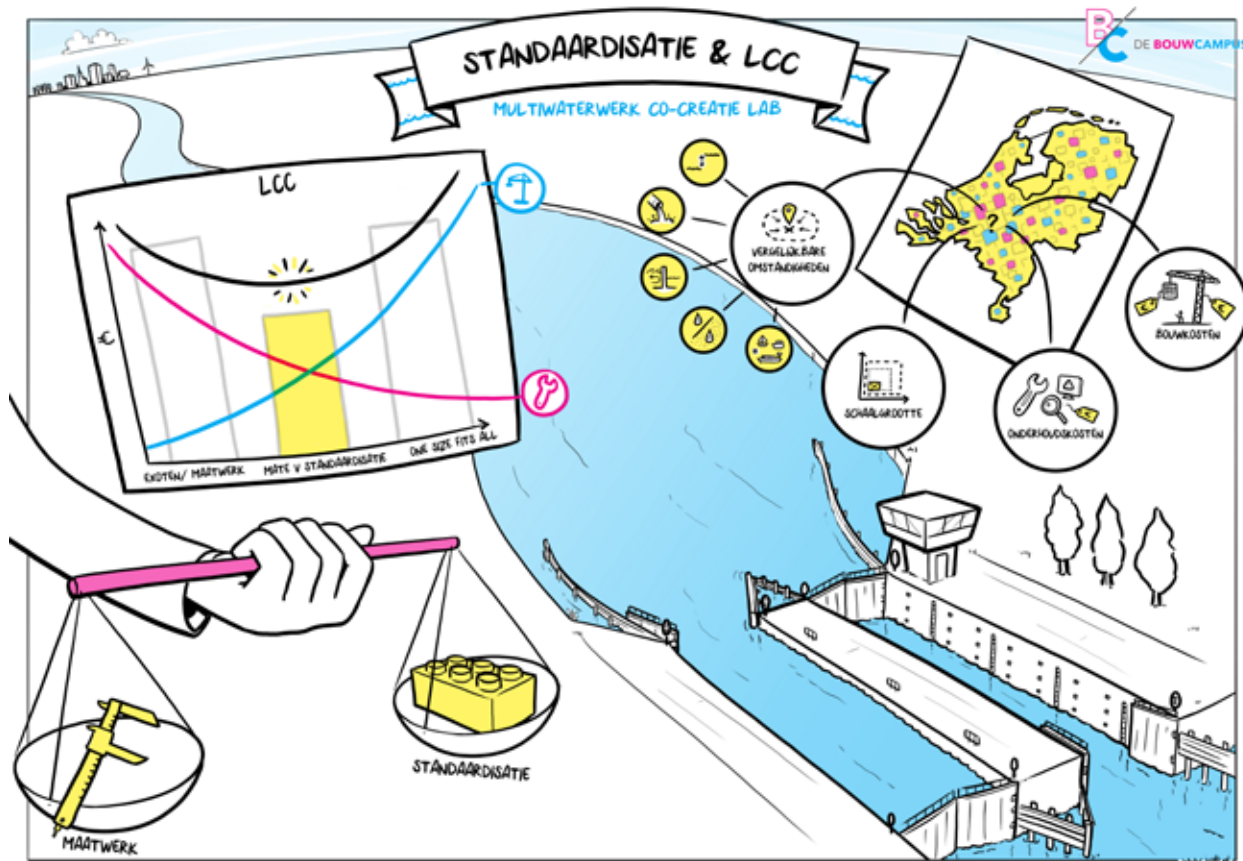 STANDAARDISATIE & LCC
MULTIWATERWERK CO-CREATIE LAB
BC DE BOUWCAMPUS
LCC
€
EXOTEN/ MAATWERK
MATE V STANDAARDISATIE
ONE SIZE FITS ALL
VERGELIJKBARE
OMSTANDIGHEDEN
?
BOUWKOSTEN
SCHAALGROOTTE
ONDERHOUDSKOSTEN
STANDAARDISATIE
MAATWERK